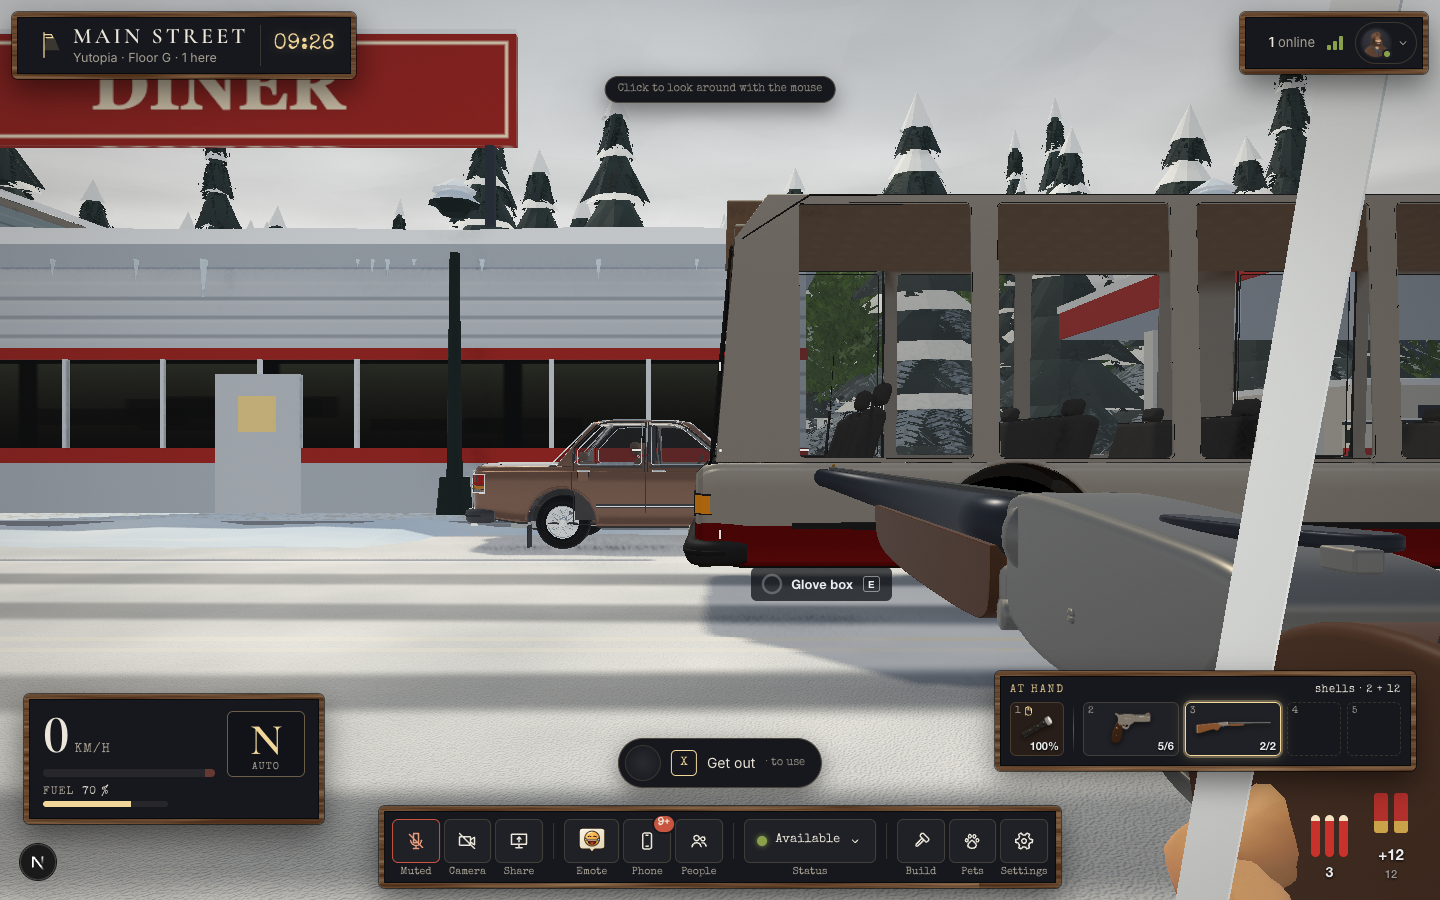 MAIN STREET
Yutopia · Floor G · 1 here
09:26
1 online
DINER
Click to look around with the mouse
Glove box E
0 KM/H
N
AUTO
FUEL 70 %
X Get out · to use
AT HAND
shells · 2 + 12
1
100%
2
5/6
3
2/2
4
5
3
+12
12
9+
Available
Muted
Camera
Share
Emote
Phone
People
Status
Build
Pets
Settings
N